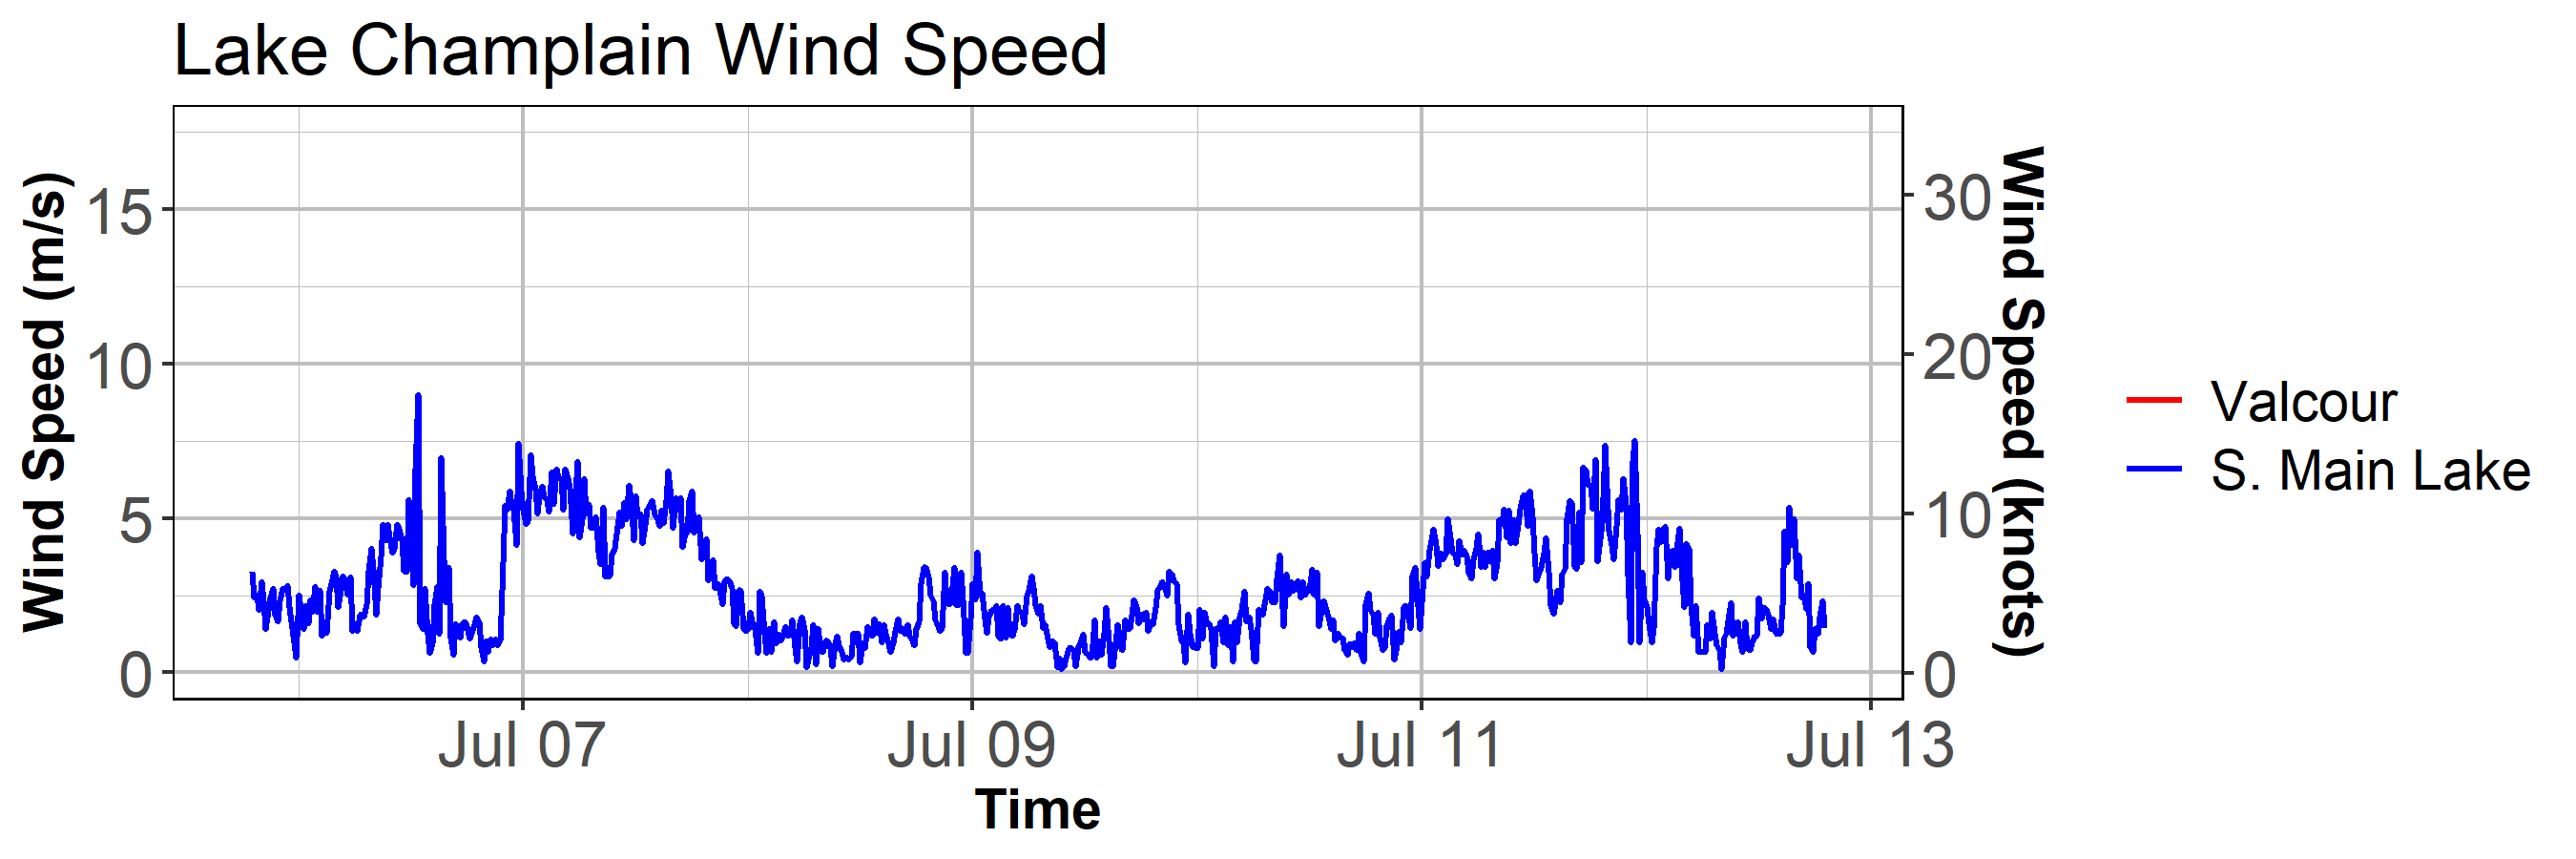 Lake Champlain Wind Speed
Wind Speed (m/s)
15
10
5
0
30
20
10
0
Wind Speed (knots)
Jul 07
Jul 09
Jul 11
Jul 13
Time
Valcour
S. Main Lake